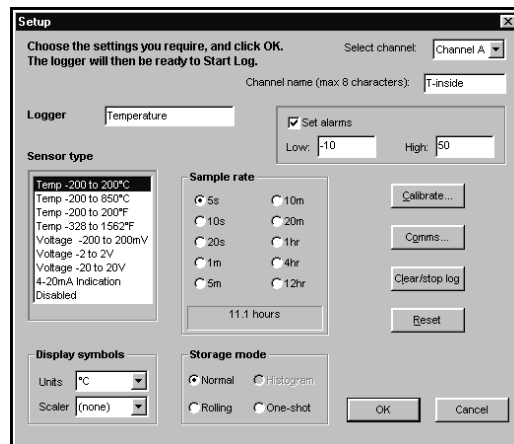 Setup
Choose the settings you require, and click OK.
The logger will then be ready to Start Log.
Select channel: Channel A
Channel name (max 8 characters): T-inside
Logger Temperature
Set alarms
Low: -10 High: 50
Sensor type
Temp -200 to 200°C
Temp -200 to 850°C
Temp -200 to 200°F
Temp -328 to 1562°F
Voltage -200 to 200mV
Voltage -2 to 2V
Voltage -20 to 20V
4-20mA Indication
Disabled
Sample rate
5s 10m
10s 20m
20s 1hr
1m 4hr
5m 12hr
11.1 hours
Calibrate...
Comms...
Clear/stop log
Reset
Display symbols
Units °C
Scaler (none)
Storage mode
Normal Histogram
Rolling One-shot
OK Cancel